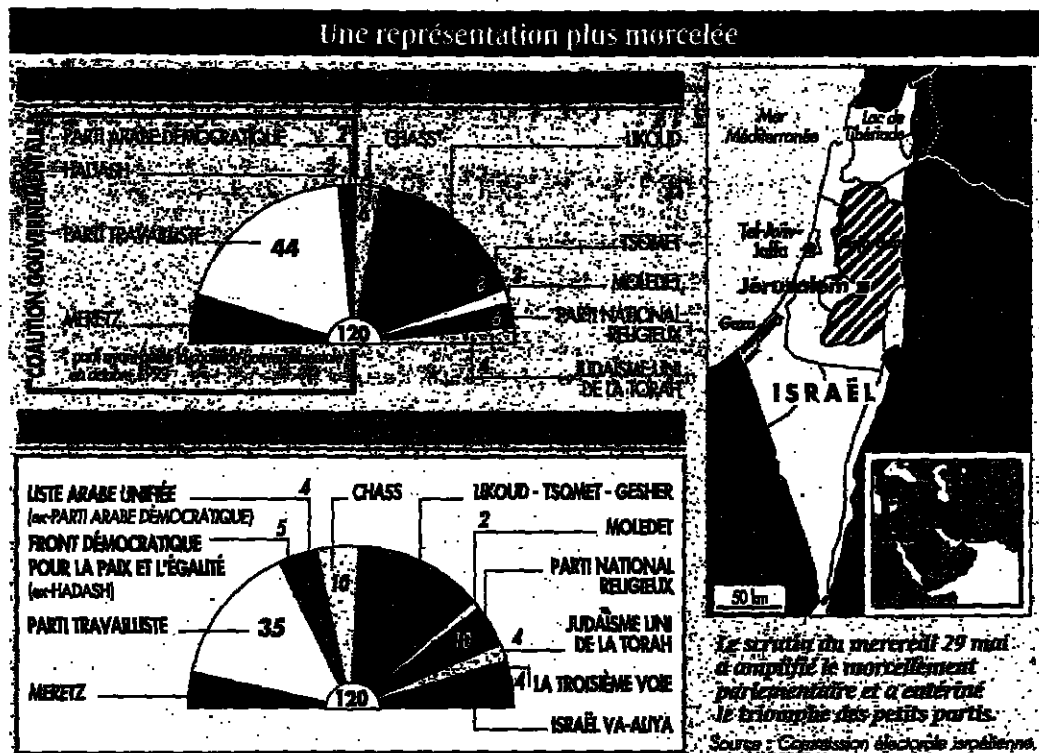 Une représentation plus morcelée
COALITION GOUVERNEMENTALE
PARTI ARABE DÉMOCRATIQUE
HADASH
PARTI TRAVAILLISTE
44
MERETZ
120
CHASS
LIKOUD
TSOMET
MOLEDET
PARTI NATIONAL
RELIGIEUX
JUDAÏSME UNI
DE LA TORAH
LISTE ARABE UNIFIÉE
(ex-PARTI ARABE DÉMOCRATIQUE)
4
FRONT DÉMOCRATIQUE
POUR LA PAIX ET L'ÉGALITÉ
(ex-HADASH)
5
PARTI TRAVAILLISTE
35
MERETZ
120
CHASS
10
LIKOUD - TSOMET - GESHER
2
MOLEDET
PARTI NATIONAL
RELIGIEUX
10
JUDAÏSME UNI
DE LA TORAH
4
LA TROISIÈME VOIE
4
ISRAËL VA-ALIYA
Mer
Méditerranée
Lac de
Tibériade
Tel-Aviv-
Jaffa
Jérusalem
Gaza
ISRAËL
50 km
Le scrutin du mercredi 29 mai
a amplifié le morcellement
parlementaire et a entériné
le triomphe des petits partis.
Source : Commission électorale israélienne